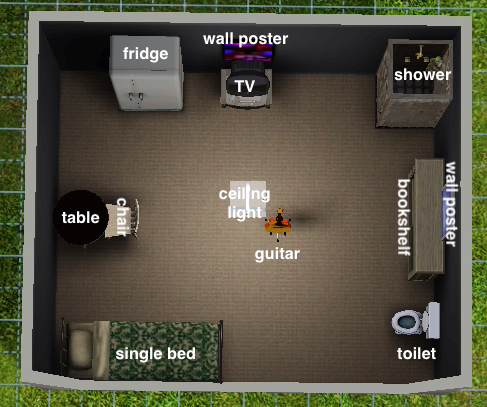 wall poster
fridge
TV
shower
ceiling
light
table
chair
bookshelf
wall poster
guitar
single bed
toilet